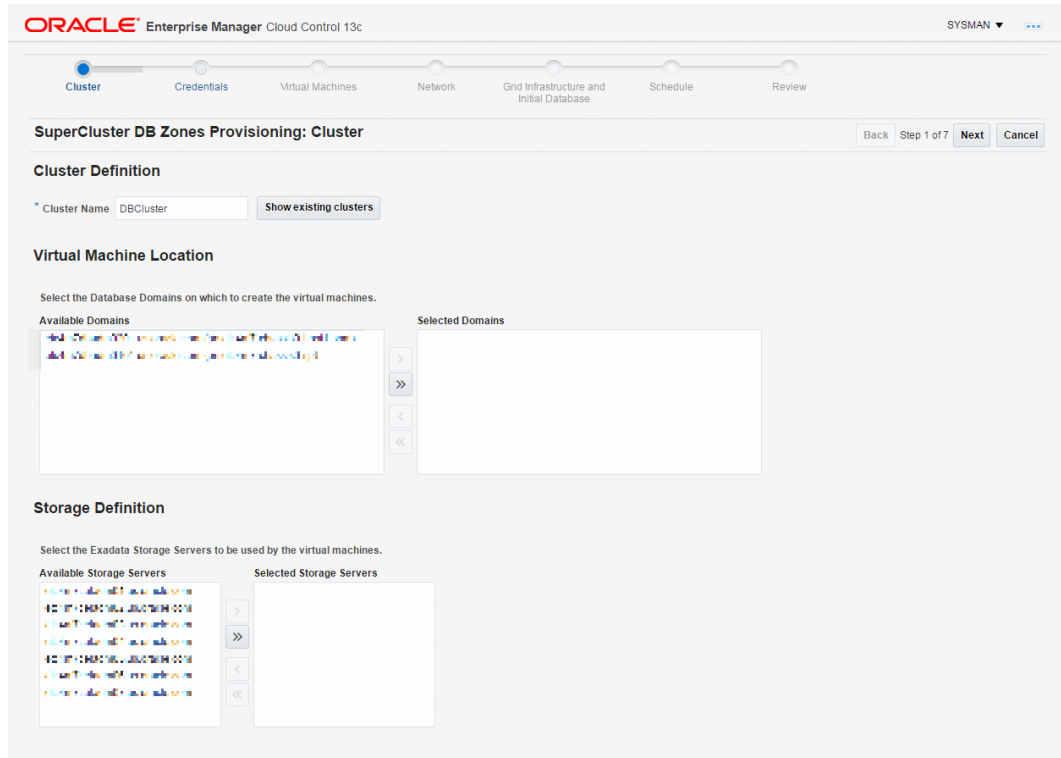 ORACLE Enterprise Manager Cloud Control 13c
SYSMAN
Cluster Credentials Virtual Machines Network Grid Infrastructure and Schedule Review
Initial Database
SuperCluster DB Zones Provisioning: Cluster
Back Step 1 of 7 Next Cancel
Cluster Definition
* Cluster Name DBCluster Show existing clusters
Virtual Machine Location
Select the Database Domains on which to create the virtual machines.
Available Domains Selected Domains
Storage Definition
Select the Exadata Storage Servers to be used by the virtual machines.
Available Storage Servers Selected Storage Servers